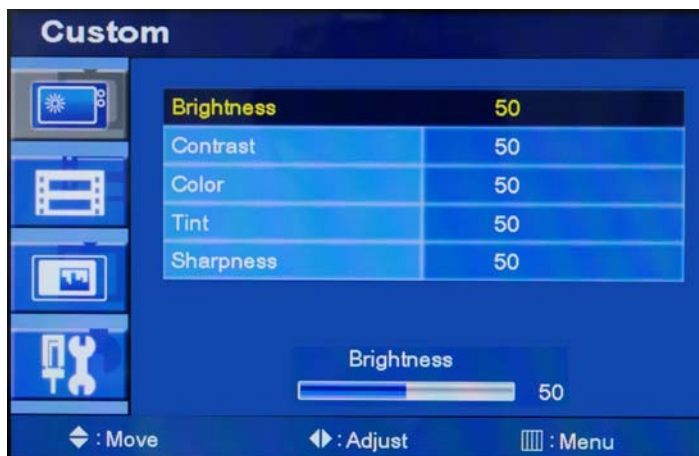 Custom
Brightness 50
Contrast 50
Color 50
Tint 50
Sharpness 50
Brightness
50
: Move : Adjust : Menu